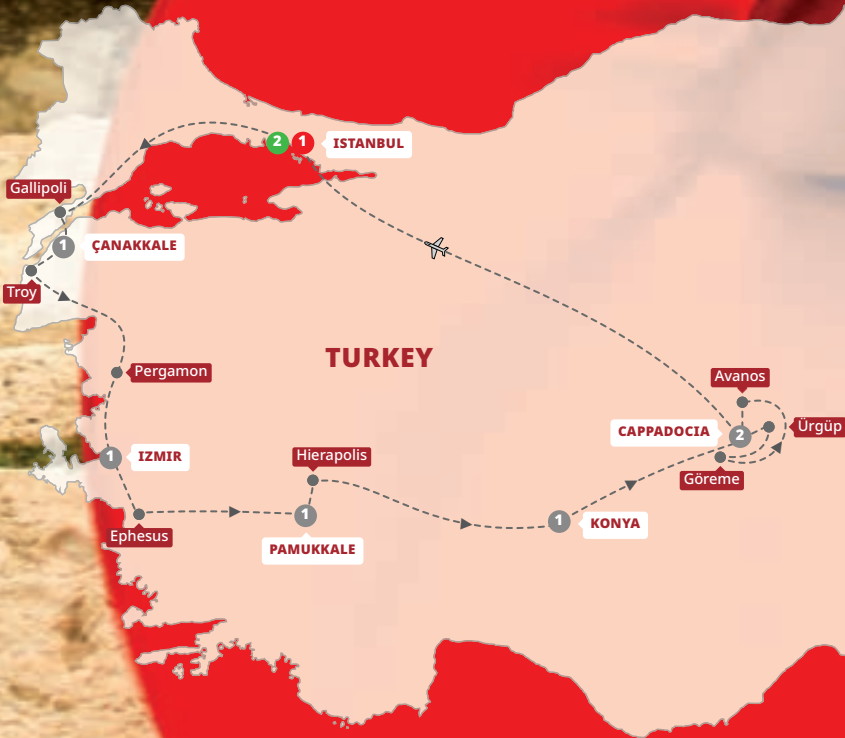 2 1 ISTANBUL
Gallipoli
1 ÇANAKKALE
Troy
TURKEY
Pergamon
Avanos
CAPPADOCIA 2
Ürgüp
1 IZMIR
Hierapolis
Göreme
Ephesus
1
PAMUKKALE
1 KONYA